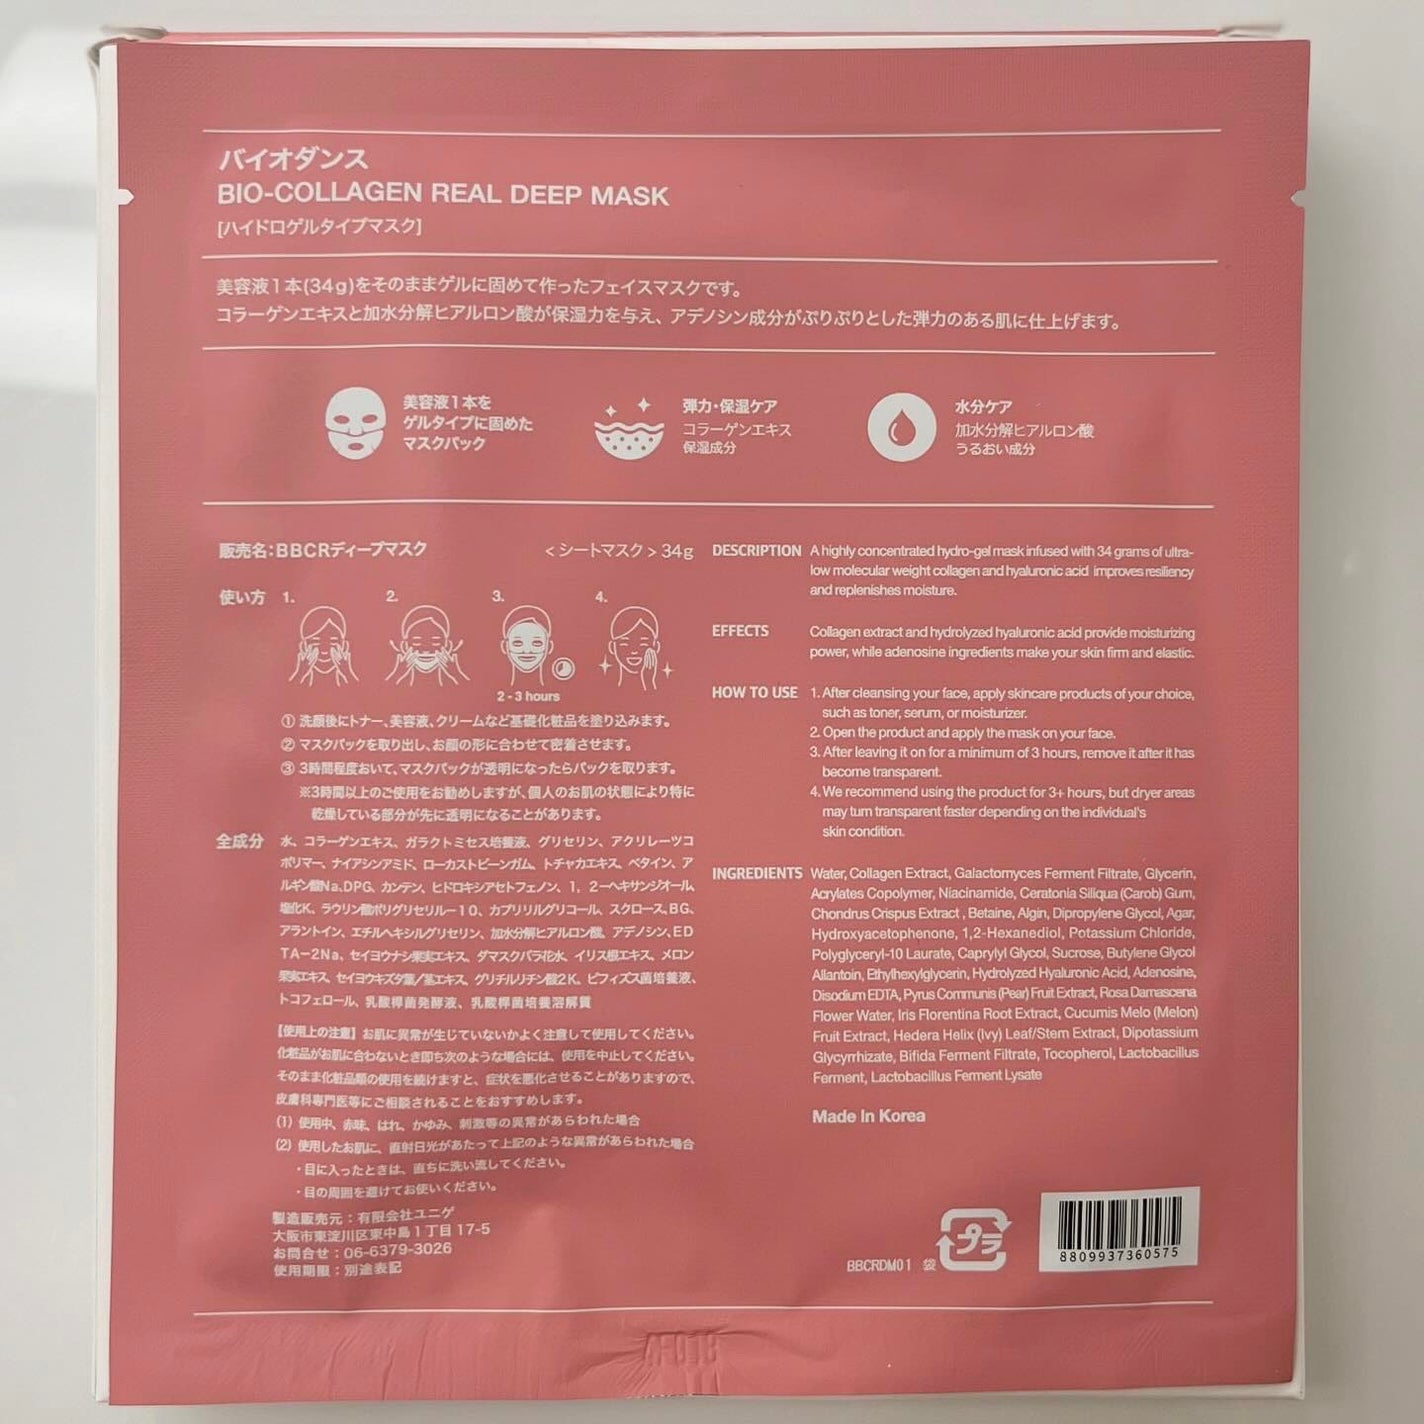 バイオダンス
BIO-COLLAGEN REAL DEEP MASK
[ハイドロゲルタイプマスク]
美容液1本(34g)をそのままゲルに固めて作ったフェイスマスクです。
コラーゲンエキスと加水分解ヒアルロン酸が保湿力を与え、アデノシン成分がぷりぷりとした弾力のある肌に仕上げます。
美容液1本を
ゲルタイプに固めた
マスクパック
弾力・保湿ケア
コラーゲンエキス
保湿成分
水分ケア
加水分解ヒアルロン酸
うるおい成分
販売名:BBCRディープマスク
<シートマスク> 34g
使い方 1. 2. 3. 4.
2 - 3 hours
① 洗顔後にトナー、美容液、クリームなど基礎化粧品を塗り込みます。
② マスクパックを取り出し、お顔の形に合わせて密着させます。
③ 3時間程度おいて、マスクパックが透明になったらパックを取ります。
※3時間以上のご使用をお勧めしますが、個人のお肌の状態により特に
乾燥している部分が先に透明になることがあります。
全成分 水、コラーゲンエキス、ガラクトミセス培養液、グリセリン、アクリレーツコ
ポリマー、ナイアシンアミド、ローカストビーンガム、トチャカエキス、ベタイン、ア
ルギン酸Na、DPG、カンテン、ヒドロキシアセトフェノン、1, 2－ヘキサンジオール、
塩化K、ラウリン酸ポリグリセリル－10、カプリリルグリコール、スクロース、BG、
アラントイン、エチルヘキシルグリセリン、加水分解ヒアルロン酸、アデノシン、ED
TA－2Na、セイヨウナシ果実エキス、ダマスクバラ花水、イリス根エキス、メロン
果実エキス、セイヨウキズタ葉/茎エキス、グリチルリチン酸2K、ビフィズス菌培養液、
トコフェロール、乳酸桿菌発酵液、乳酸桿菌培養溶解質
【使用上の注意】お肌に異常が生じていないかよく注意して使用してください。
化粧品がお肌に合わないとき即ち次のような場合には、使用を中止してください。
そのまま化粧品類の使用を続けますと、症状を悪化させることがありますので、
皮膚科専門医等にご相談されることをおすすめします。
(1) 使用中、赤味、はれ、かゆみ、刺激等の異常があらわれた場合
(2) 使用したお肌に、直射日光があたって上記のような異常があらわれた場合
・目に入ったときは、直ちに洗い流してください。
・目の周囲を避けてお使いください。
製造販売元：有限会社ユニゲ
大阪市東淀川区東中島1丁目17-5
お問合せ：06-6379-3026
使用期限：別途表記
DESCRIPTION A highly concentrated hydro-gel mask infused with 34 grams of ultra-
low molecular weight collagen and hyaluronic acid improves resiliency
and replenishes moisture.
EFFECTS Collagen extract and hydrolyzed hyaluronic acid provide moisturizing
power, while adenosine ingredients make your skin firm and elastic.
HOW TO USE 1. After cleansing your face, apply skincare products of your choice,
such as toner, serum, or moisturizer.
2. Open the product and apply the mask on your face.
3. After leaving it on for a minimum of 3 hours, remove it after it has
become transparent.
4. We recommend using the product for 3+ hours, but dryer areas
may turn transparent faster depending on the individual's
skin condition.
INGREDIENTS Water, Collagen Extract, Galactomyces Ferment Filtrate, Glycerin,
Acrylates Copolymer, Niacinamide, Ceratonia Siliqua (Carob) Gum,
Chondrus Crispus Extract , Betaine, Algin, Dipropylene Glycol, Agar,
Hydroxyacetophenone, 1,2-Hexanediol, Potassium Chloride,
Polyglyceryl-10 Laurate, Caprylyl Glycol, Sucrose, Butylene Glycol
Allantoin, Ethylhexylglycerin, Hydrolyzed Hyaluronic Acid, Adenosine,
Disodium EDTA, Pyrus Communis (Pear) Fruit Extract, Rosa Damascena
Flower Water, Iris Florentina Root Extract, Cucumis Melo (Melon)
Fruit Extract, Hedera Helix (Ivy) Leaf/Stem Extract, Dipotassium
Glycyrrhizate, Bifida Ferment Filtrate, Tocopherol, Lactobacillus
Ferment, Lactobacillus Ferment Lysate
Made In Korea
BBCRDM01 袋
プラ
8809937360575